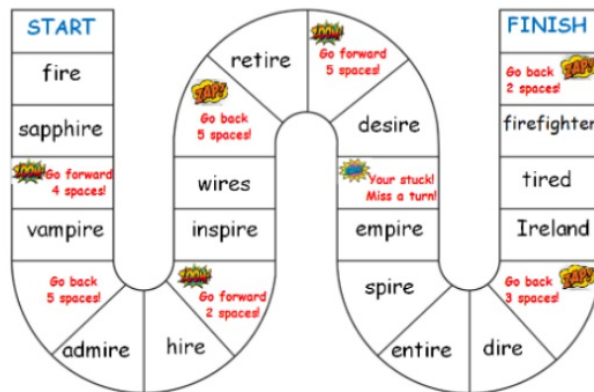 START
fire
sapphire
ZOOM!
Go forward
4 spaces!
vampire
Go back
5 spaces!
admire
hire
ZOOM!
Go forward
2 spaces!
inspire
wires
ZAP!
Go back
5 spaces!
retire
ZOOM!
Go forward
5 spaces!
desire
Your stuck!
Miss a turn!
empire
spire
entire
dire
ZAP!
Go back
3 spaces!
Ireland
tired
firefighter
ZAP!
Go back
2 spaces!
FINISH